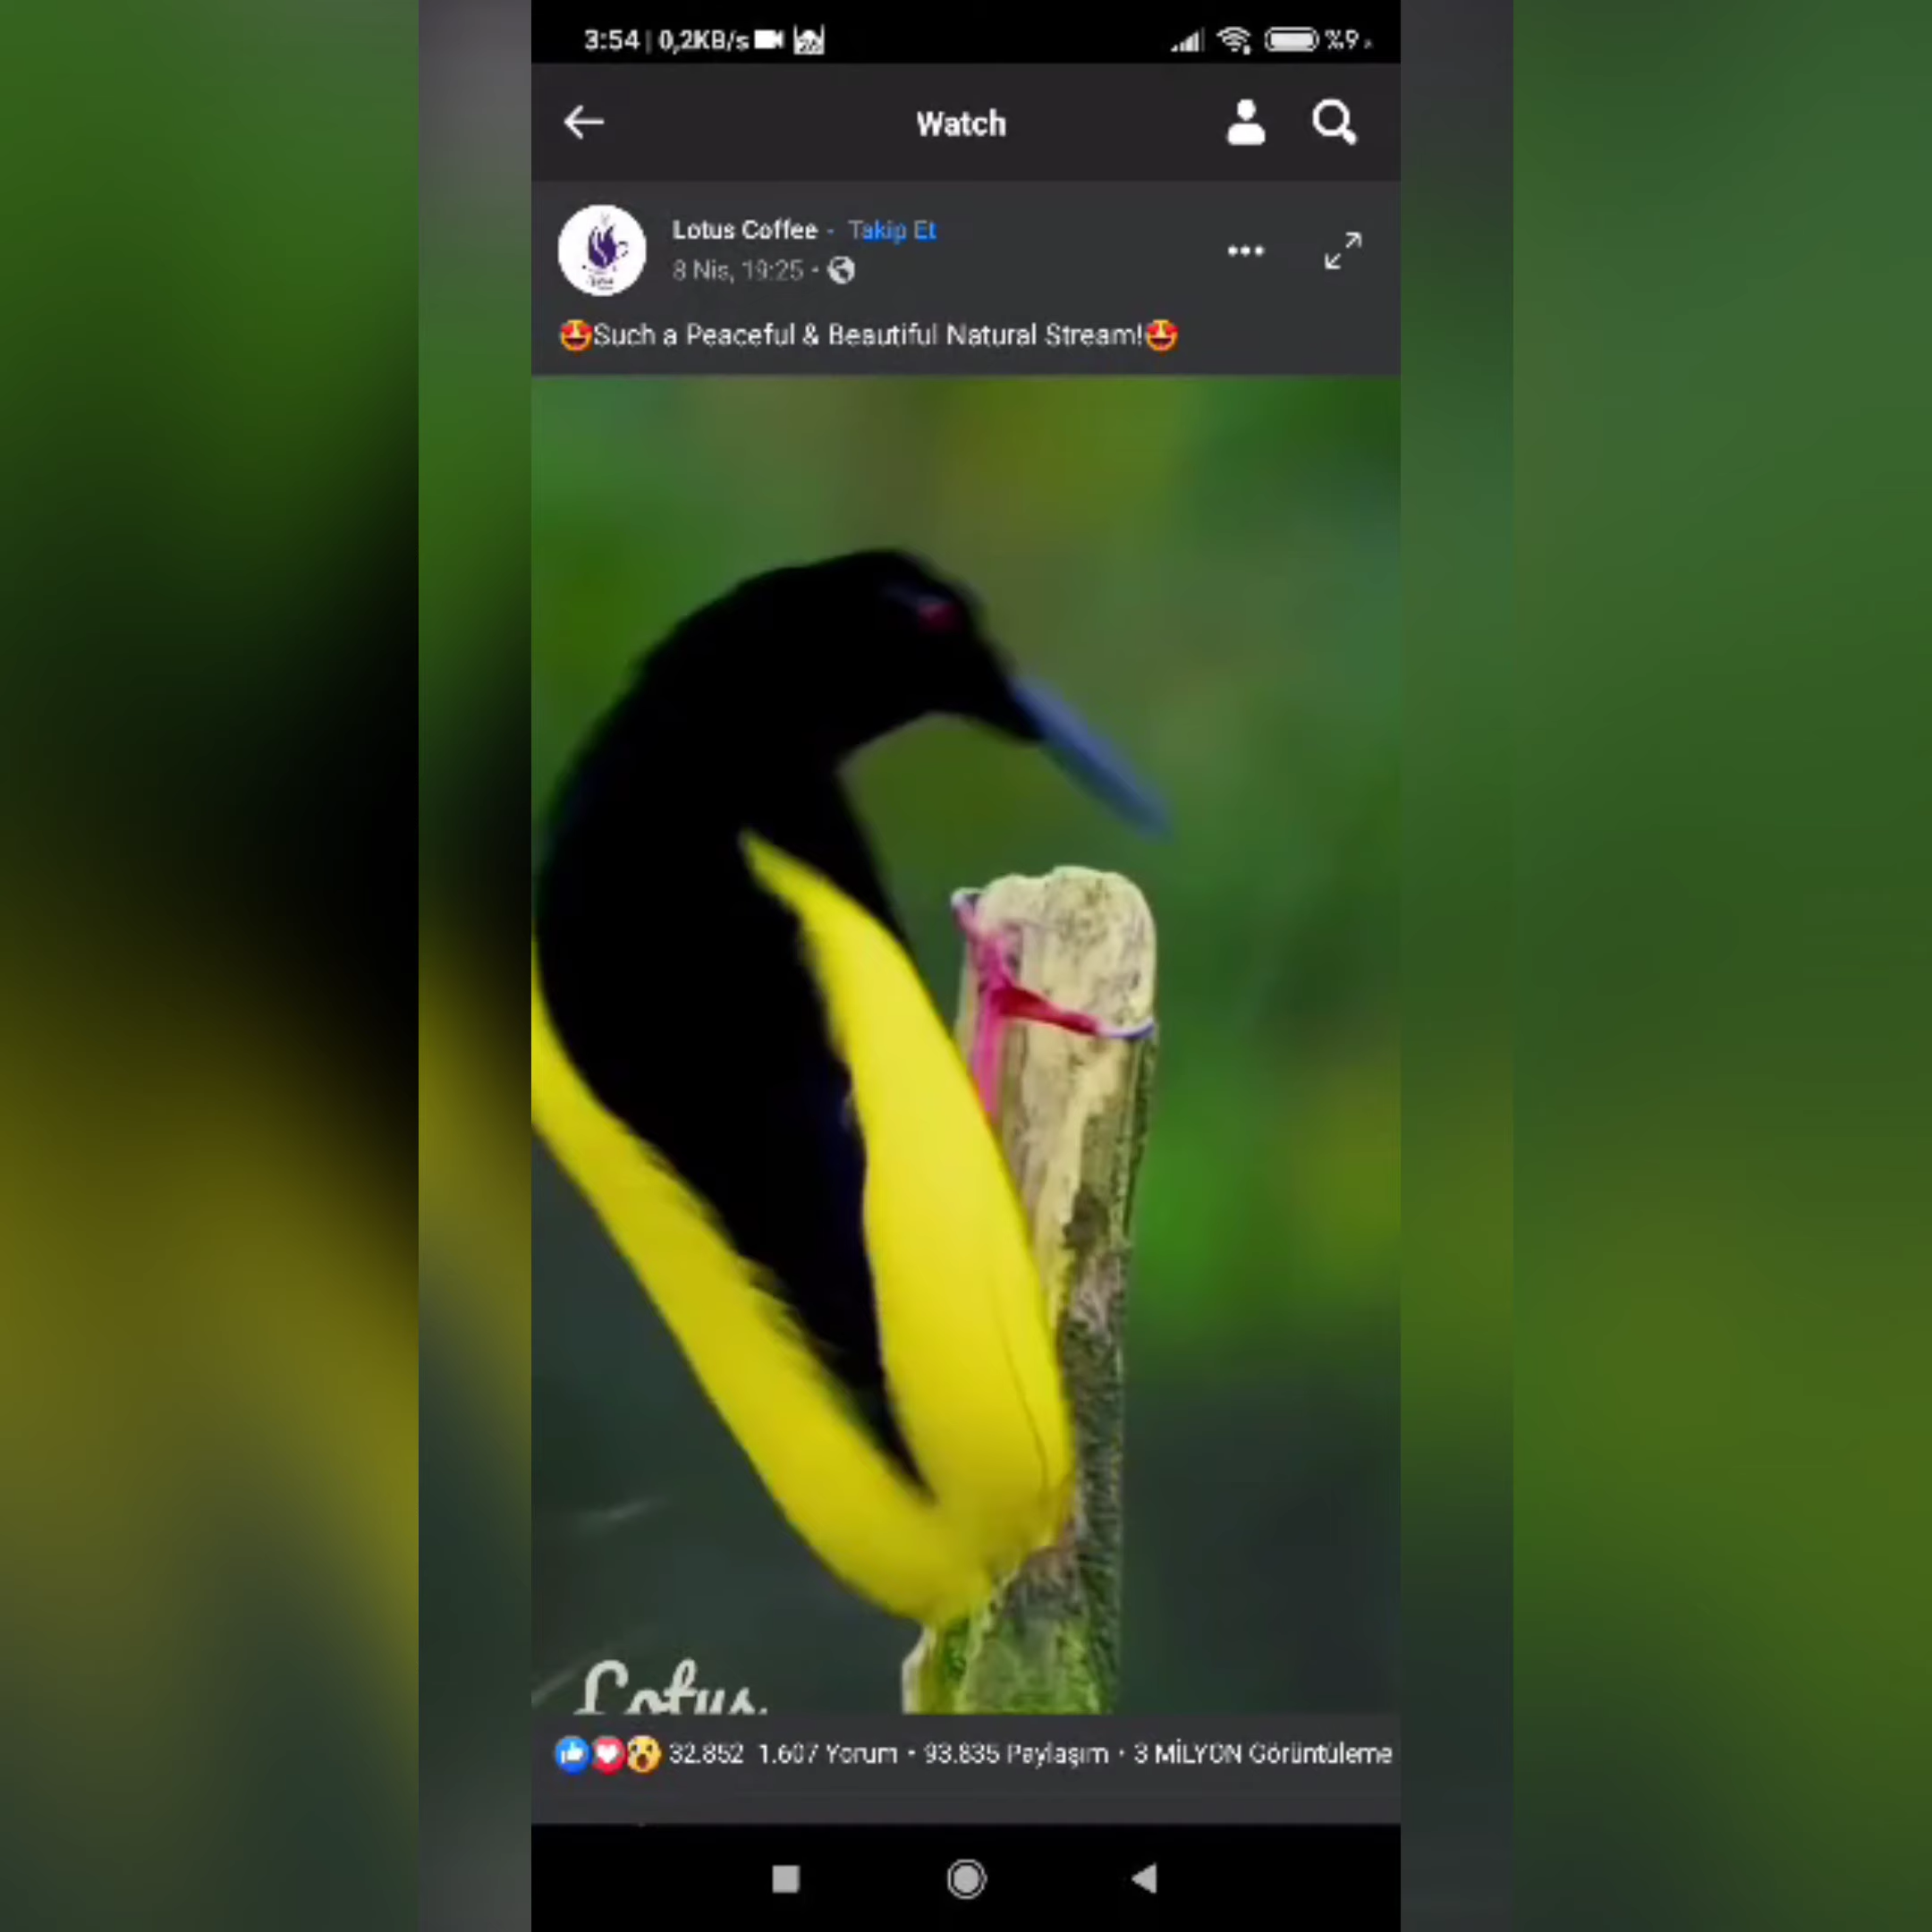 3:54 | 0,2KB/s %9
Watch
Lotus Coffee - Takip Et
8 Nis, 19:25 ·
Such a Peaceful & Beautiful Natural Stream!
Lotus
32.852 1.607 Yorum • 93.835 Paylaşım • 3 MİLYON Görüntüleme